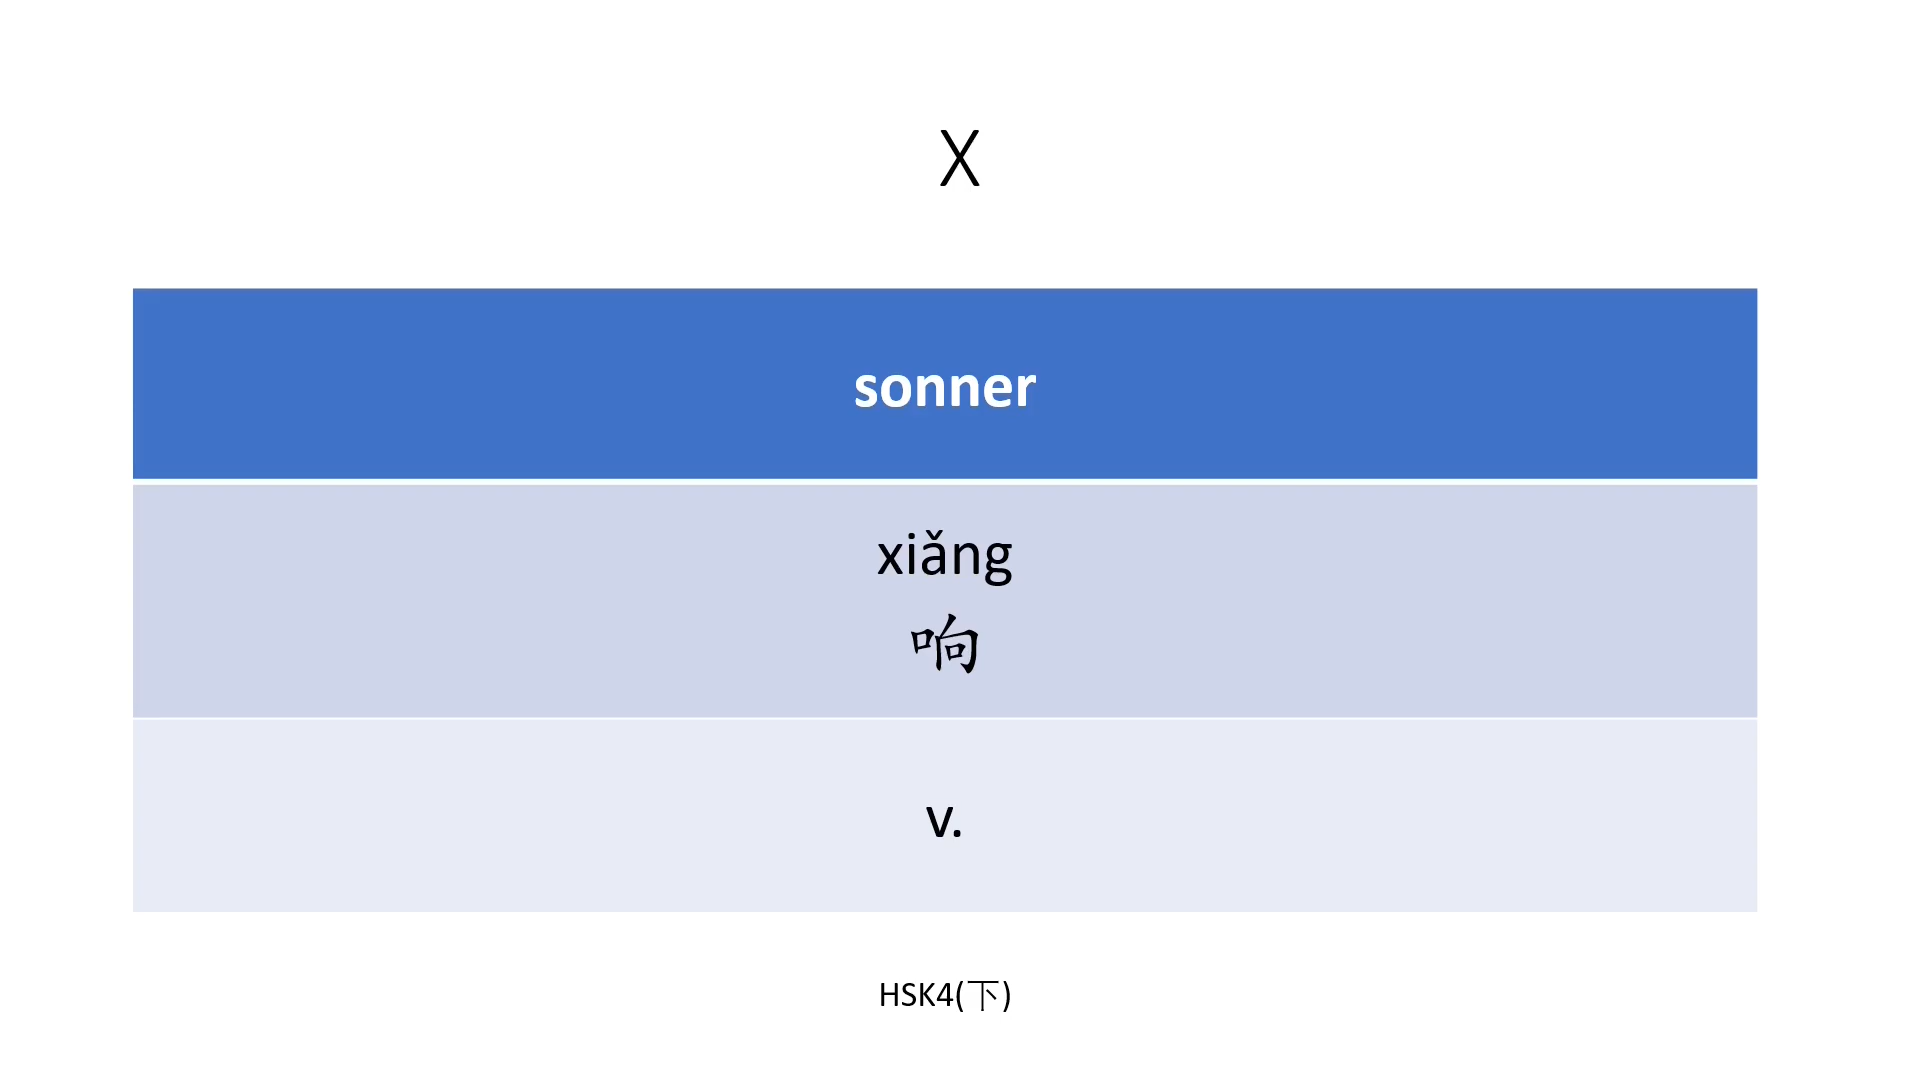 X
sonner
xiǎng
响
v.
HSK4(下)